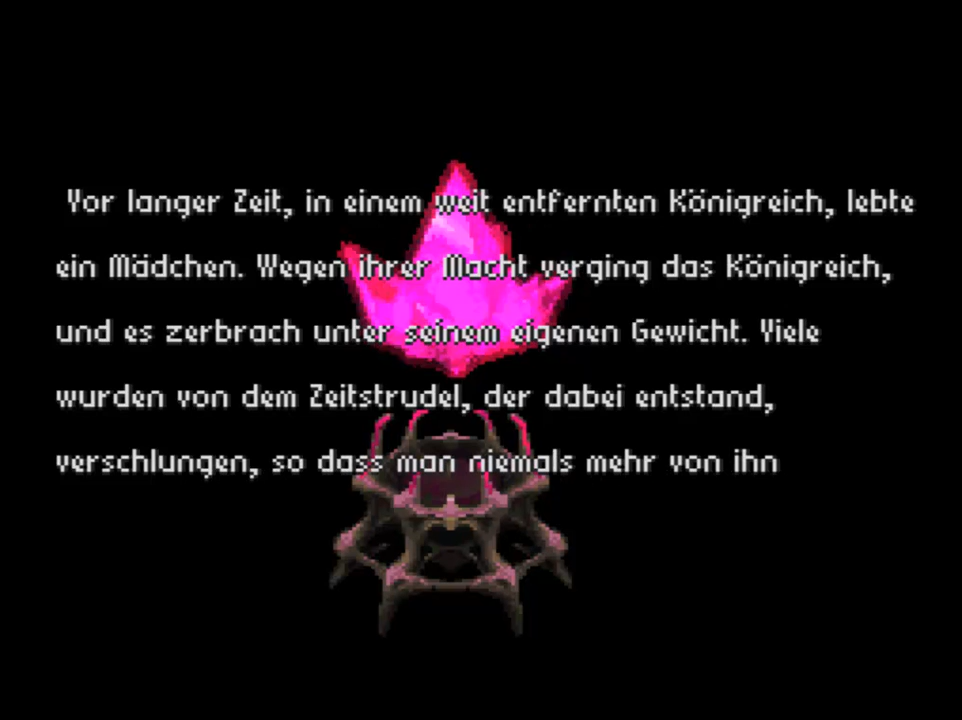 Vor langer Zeit, in einem weit entfernten Königreich, lebte
ein Mädchen. Wegen ihrer Macht verging das Königreich,
und es zerbrach unter seinem eigenen Gewicht. Viele
wurden von dem Zeitstrudel, der dabei entstand,
verschlungen, so dass man niemals mehr von ihn